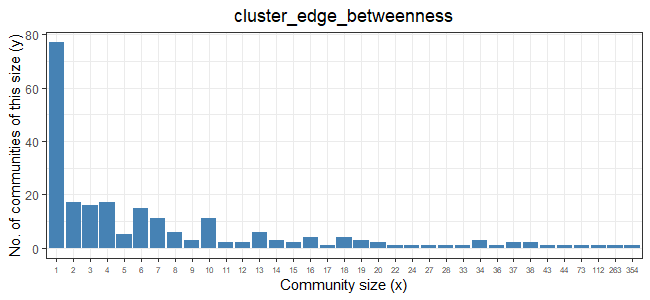 cluster_edge_betweenness
No. of communities of this size (y)
80
60
40
20
0
1 2 3 4 5 6 7 8 9 10 11 12 13 14 15 16 17 18 19 20 22 24 27 28 33 34 36 37 38 43 44 73 112 263 354
Community size (x)